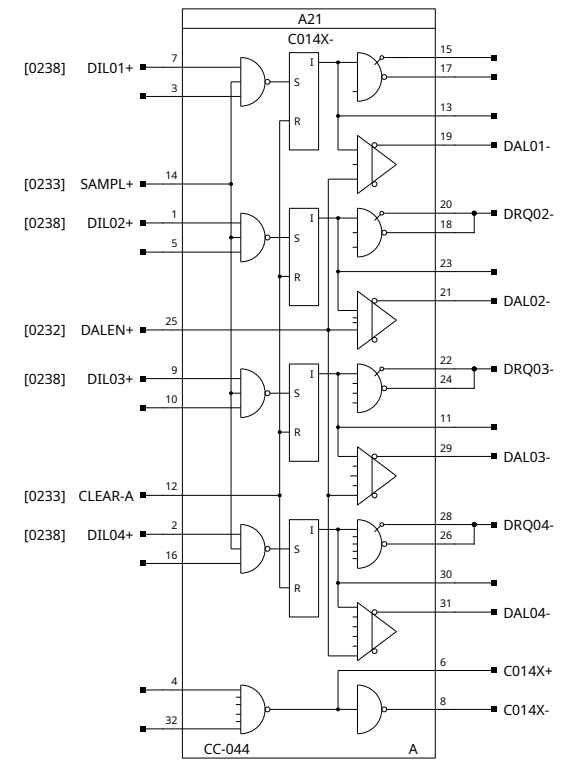 A21
C014X-
7 I 15
[0238] DIL01+ 17
3 S
R 13
19
DAL01-
14
[0233] SAMPL+
1 I 20
[0238] DIL02+ DRQ02-
5 S 18
R 23
21
DAL02-
25
[0232] DALEN+
9 I 22
[0238] DIL03+ DRQ03-
10 S 24
R 11
29
DAL03-
12
[0233] CLEAR-A
2 I 28
[0238] DIL04+ DRQ04-
16 S 26
R 30
31
DAL04-
6
C014X+
4
8
C014X-
32
CC-044 A